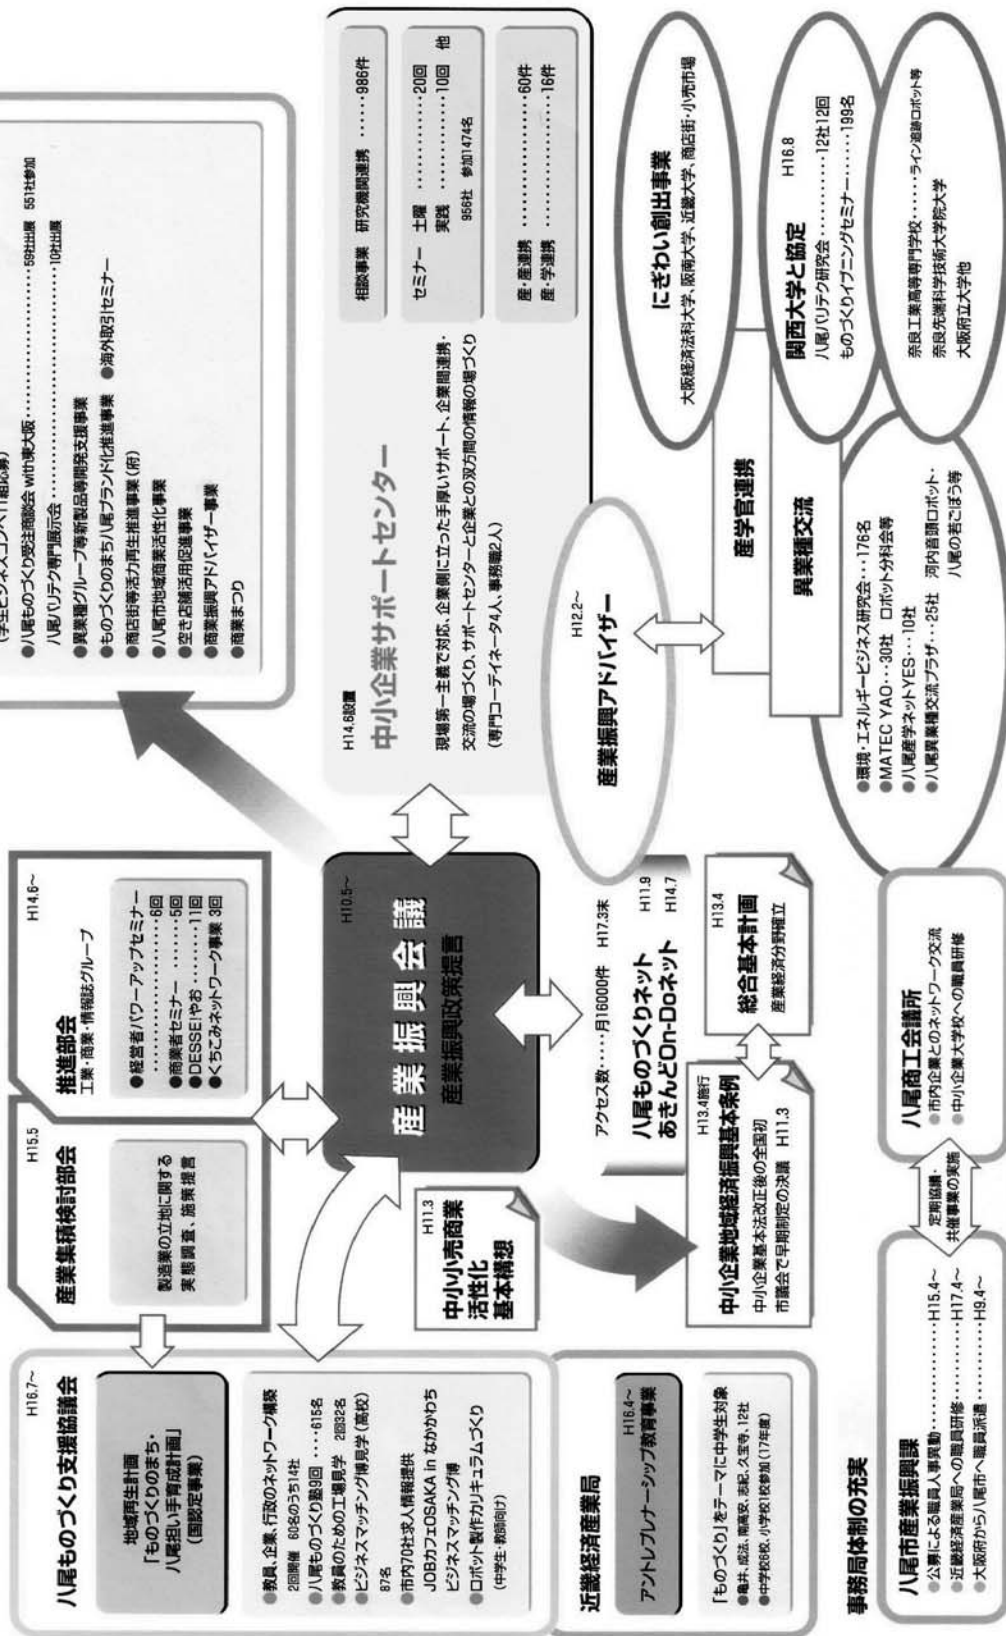 八尾ものづくり支援協議会
H16.7～
地域再生計画
「ものづくりのまち・
八尾担い手育成計画」
(国認定事業)
●教員、企業、行政のネットワーク構築
2回開催 60名のうち14社
●八尾ものづくり塾9回 ････615名
●教員のための工場見学 2回32名
●ビジネスマッチング博見学(高校)
87名
●市内70社求人情報提供
JOBカフェOSAKA in なかかわち
ビジネスマッチング博
●ロボット製作カリキュラムづくり
(中学生・教師向け)
近畿経済産業局
H16.4～
アントレプレナーシップ教育事業
「ものづくり」をテーマに中学生対象
●亀井、成法、南高安、志紀、久宝寺、12社
●中学校6校、小学校1校参加(17年度)
事務局体制の充実
八尾市産業振興課
●公募による職員人事異動････････････H15.4～
●近畿経済産業局への職員研修････････H17.4～
●大阪府から八尾市へ職員派遣････････H9.4～
定期協議・
共催事業の実施
八尾商工会議所
●市内企業とのネットワーク交流
●中小企業大学校への職員研修
産業集積検討部会
H15.5
製造業の立地に関する
実態調査、施策提言
推進部会
H14.6～
工業・商業・情報誌グループ
●経営者パワーアップセミナー
････････････････････6回
●商業者セミナー ･･････5回
●DESSE!やお････････11回
●くちこみネットワーク事業 3回
H10.5～
産業振興会議
産業振興政策提言
H11.3
中小小売商業
活性化
基本構想
アクセス数･････月16000件 H17.3末
八尾ものづくりネット H11.9
あきんどOn-Doネット H14.7
H13.4施行
中小企業地域経済振興基本条例
中小企業基本法改正後の全国初
市議会で早期制定の決議 H11.3
H13.4
総合基本計画
産業経済分野確立
●八尾ものづくり受注商談会 with東大阪･･････････････59社出展 551社参加
八尾バリテク専門展示会 ･･･････････････････10社出展
●異業種グループ等新製品等開発支援事業
●ものづくりのまち八尾ブランド化推進事業 ●海外取引セミナー
●商店街等活力再生推進事業(府)
●八尾市地域商業活性化事業
●空き店舗活用促進事業
●商業振興アドバイザー事業
●商業まつり
H14.6設置
中小企業サポートセンター
現場第一主義で対応、企業側に立った手厚いサポート、企業間連携・
交流の場づくり、サポートセンターと企業との双方間の情報の場づくり
(専門コーディネータ4人、事務職2人)
相談事業 研究機関連携 ･･････986件
セミナー 土曜 ･･････････････20回
実践 ･･････････････10回 他
956社 参加1474名
産・産連携 ････････････････60件
産・学連携 ････････････････16件
H12.2～
産業振興アドバイザー
産学官連携
異業種交流
にぎわい創出事業
大阪経済法科大学、阪南大学、近畿大学、商店街・小売市場
関西大学と協定 H16.8
八尾バリテク研究会･･････････12社12回
ものづくりイブニングセミナー･･････199名
奈良工業高等専門学校･････ライン追跡ロボット等
奈良先端科学技術大学院大学
大阪府立大学他
●環境・エネルギービジネス研究会･･･176名
●MATEC YAO･･･30社 ロボット分科会等
●八尾産学ネットYES･･･10社
●八尾異業種交流プラザ･･･25社 河内音頭ロボット・
八尾の若ごぼう等